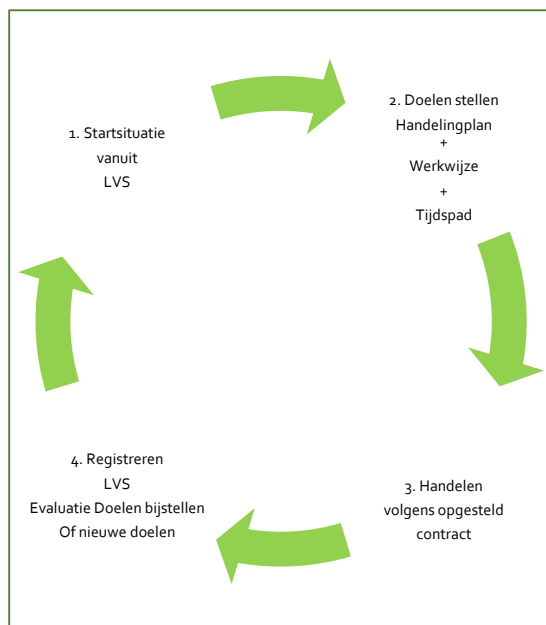 1. Startsituatie
vanuit
LVS
2. Doelen stellen
Handelingplan
+
Werkwijze
+
Tijdspad
3. Handelen
volgens opgesteld
contract
4. Registreren
LVS
Evaluatie Doelen bijstellen
Of nieuwe doelen